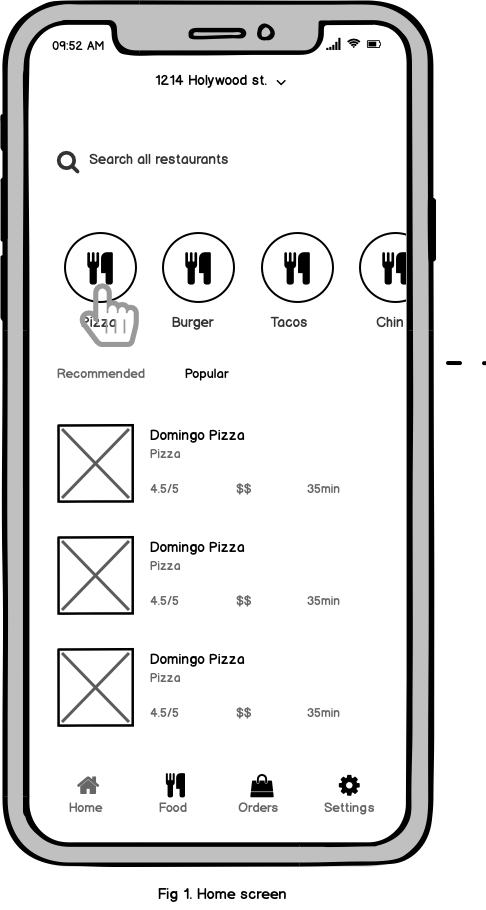 09:52 AM
1214 Holywood st.
Search all restaurants
Pizza Burger Tacos Chin
Recommended Popular
Domingo Pizza
Pizza
4.5/5 $$ 35min
Domingo Pizza
Pizza
4.5/5 $$ 35min
Domingo Pizza
Pizza
4.5/5 $$ 35min
Home Food Orders Settings
Fig 1. Home screen